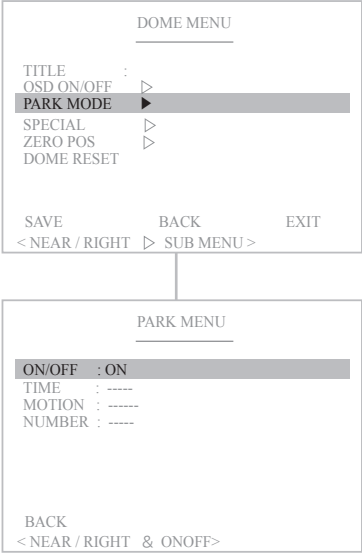 DOME MENU
TITLE :
OSD ON/OFF ▷
PARK MODE ▶
SPECIAL ▷
ZERO POS ▷
DOME RESET
SAVE BACK EXIT
< NEAR / RIGHT ▷ SUB MENU >
PARK MENU
ON/OFF : ON
TIME : -----
MOTION : ------
NUMBER : -----
BACK
< NEAR / RIGHT & ONOFF>